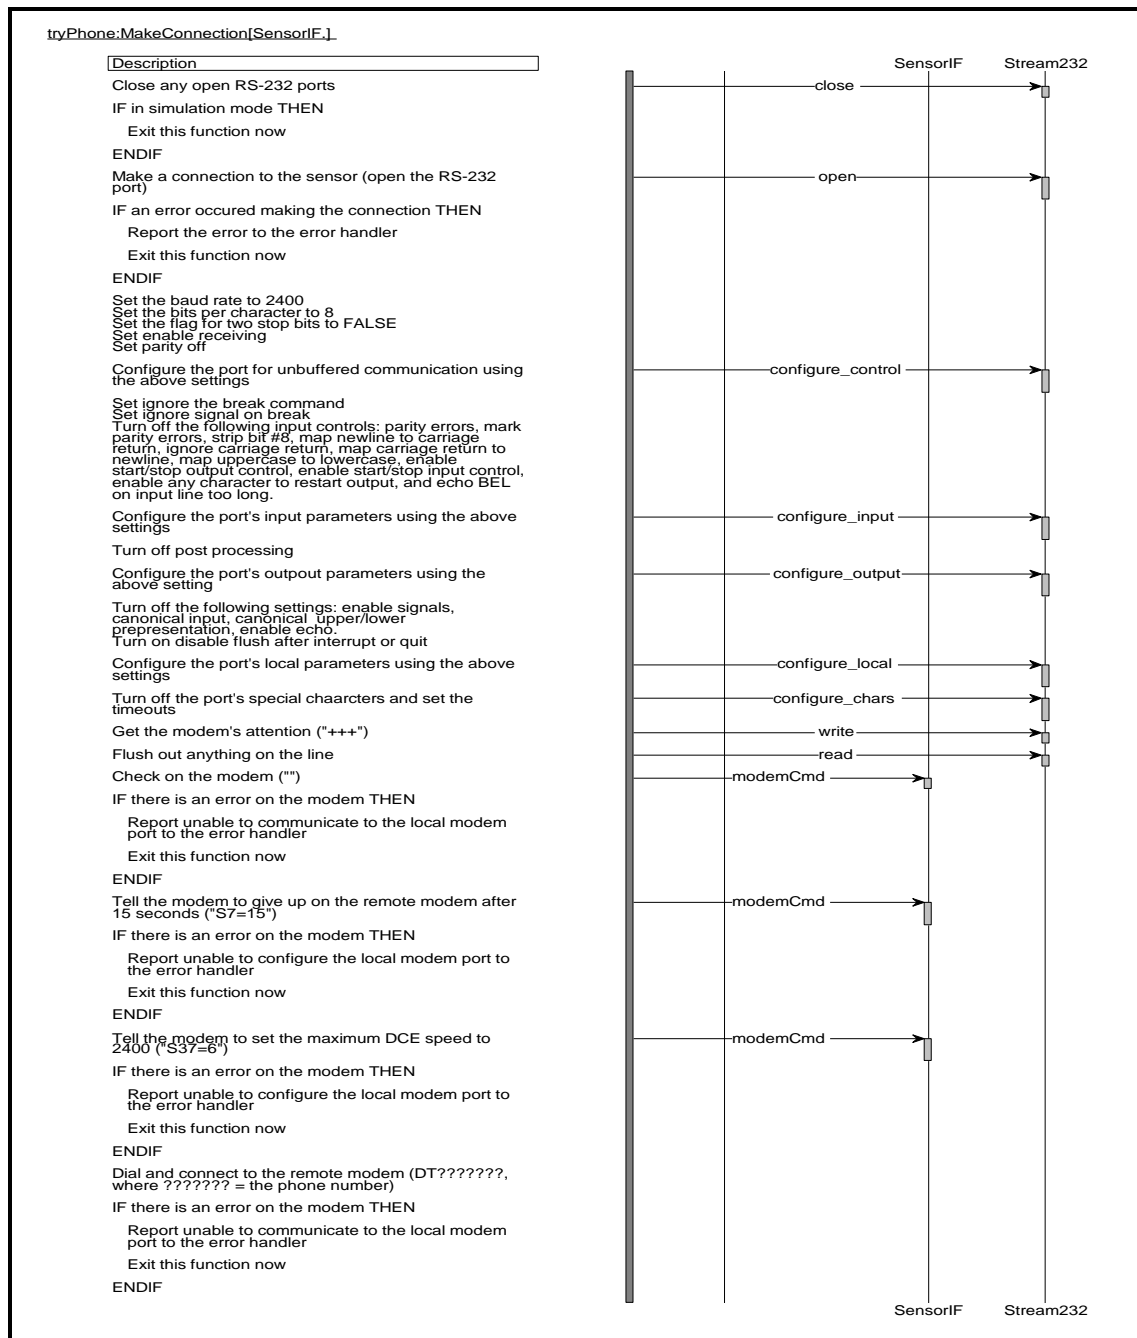 tryPhone:MakeConnection[SensorIF.]
Description
SensorIF
Stream232
Close any open RS-232 ports
close
IF in simulation mode THEN
Exit this function now
ENDIF
Make a connection to the sensor (open the RS-232
port)
open
IF an error occured making the connection THEN
Report the error to the error handler
Exit this function now
ENDIF
Set the baud rate to 2400
Set the bits per character to 8
Set the flag for two stop bits to FALSE
Set enable receiving
Set parity off
Configure the port for unbuffered communication using
the above settings
configure_control
Set ignore the break command
Set ignore signal on break
Turn off the following input controls: parity errors, mark
parity errors, strip bit #8, map newline to carriage
return, ignore carriage return, map carriage return to
newline, map uppercase to lowercase, enable
start/stop output control, enable start/stop input control,
enable any character to restart output, and echo BEL
on input line too long.
Configure the port's input parameters using the above
settings
configure_input
Turn off post processing
Configure the port's outpout parameters using the
above setting
configure_output
Turn off the following settings: enable signals,
canonical input, canonical  upper/lower
prepresentation, enable echo.
Turn on disable flush after interrupt or quit
Configure the port's local parameters using the above
settings
configure_local
Turn off the port's special chaarcters and set the
timeouts
configure_chars
Get the modem's attention ("+++")
write
Flush out anything on the line
read
Check on the modem ("")
modemCmd
IF there is an error on the modem THEN
Report unable to communicate to the local modem
port to the error handler
Exit this function now
ENDIF
Tell the modem to give up on the remote modem after
15 seconds ("S7=15")
modemCmd
IF there is an error on the modem THEN
Report unable to configure the local modem port to
the error handler
Exit this function now
ENDIF
Tell the modem to set the maximum DCE speed to
2400 ("S37=6")
modemCmd
IF there is an error on the modem THEN
Report unable to configure the local modem port to
the error handler
Exit this function now
ENDIF
Dial and connect to the remote modem (DT???????,
where ??????? = the phone number)
IF there is an error on the modem THEN
Report unable to communicate to the local modem
port to the error handler
Exit this function now
ENDIF
SensorIF
Stream232